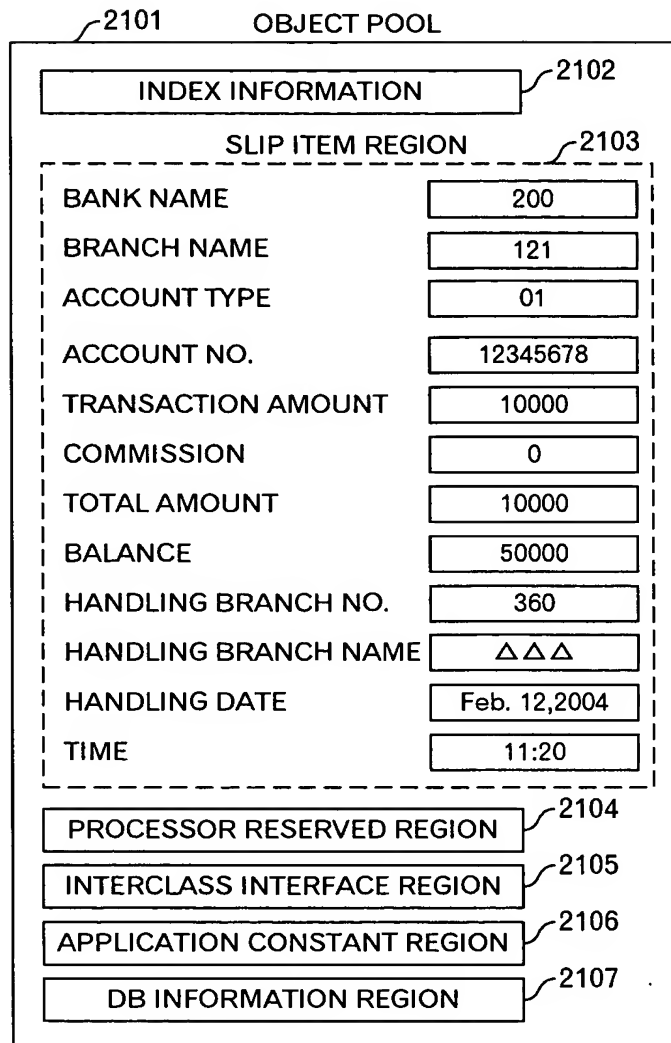 2101 OBJECT POOL
INDEX INFORMATION 2102
SLIP ITEM REGION 2103
BANK NAME 200
BRANCH NAME 121
ACCOUNT TYPE 01
ACCOUNT NO. 12345678
TRANSACTION AMOUNT 10000
COMMISSION 0
TOTAL AMOUNT 10000
BALANCE 50000
HANDLING BRANCH NO. 360
HANDLING BRANCH NAME △△△
HANDLING DATE Feb. 12,2004
TIME 11:20
PROCESSOR RESERVED REGION 2104
INTERCLASS INTERFACE REGION 2105
APPLICATION CONSTANT REGION 2106
DB INFORMATION REGION 2107